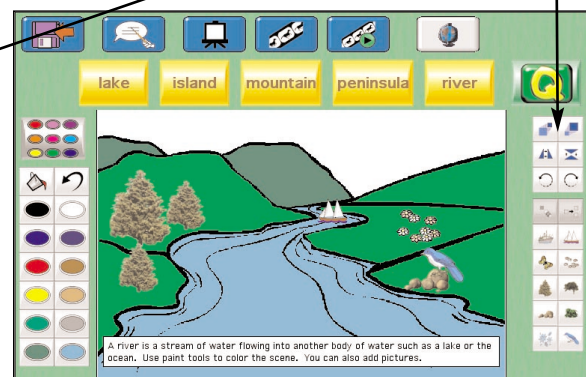 lake island mountain peninsula river
Q
A river is a stream of water flowing into another body of water such as a lake or the
ocean. Use paint tools to color the scene. You can also add pictures.